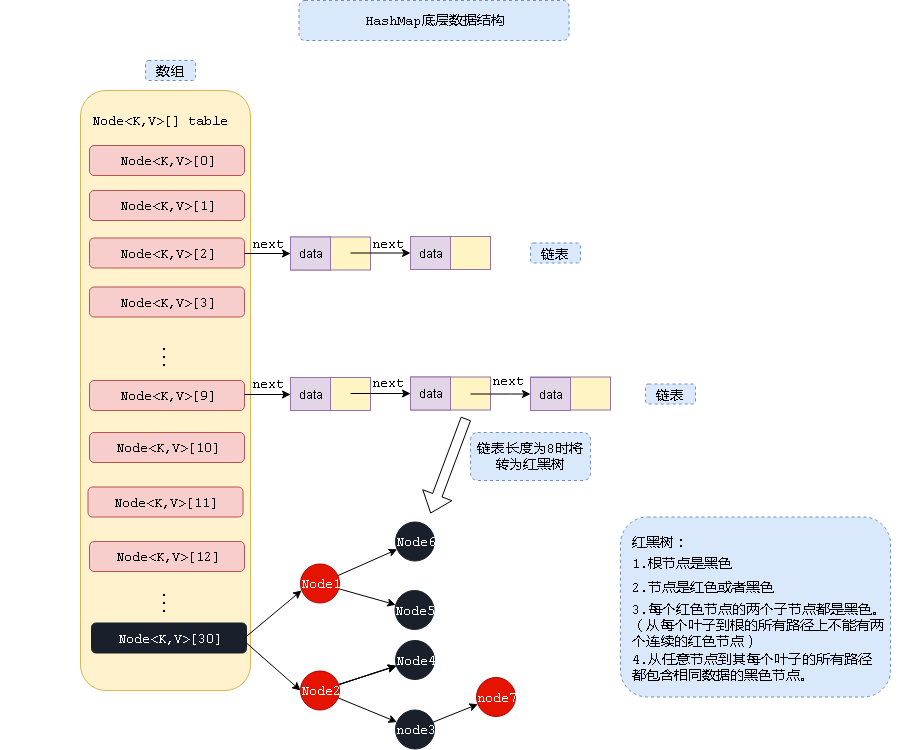 HashMap底层数据结构
数组
Node<K,V>[] table
Node<K,V>[0]
Node<K,V>[1]
Node<K,V>[2]
next
data
next
data
链表
Node<K,V>[3]
⋮
Node<K,V>[9]
next
data
next
data
next
data
链表
Node<K,V>[10]
链表长度为8时将
转为红黑树
Node<K,V>[11]
Node<K,V>[12]
⋮
Node<K,V>[30]
Node6
Node1
Node5
Node4
Node2
node7
node3
红黑树：
1.根节点是黑色
2.节点是红色或者黑色
3.每个红色节点的两个子节点都是黑色。
（从每个叶子到根的所有路径上不能有两
个连续的红色节点）
4.从任意节点到其每个叶子的所有路径
都包含相同数据的黑色节点。